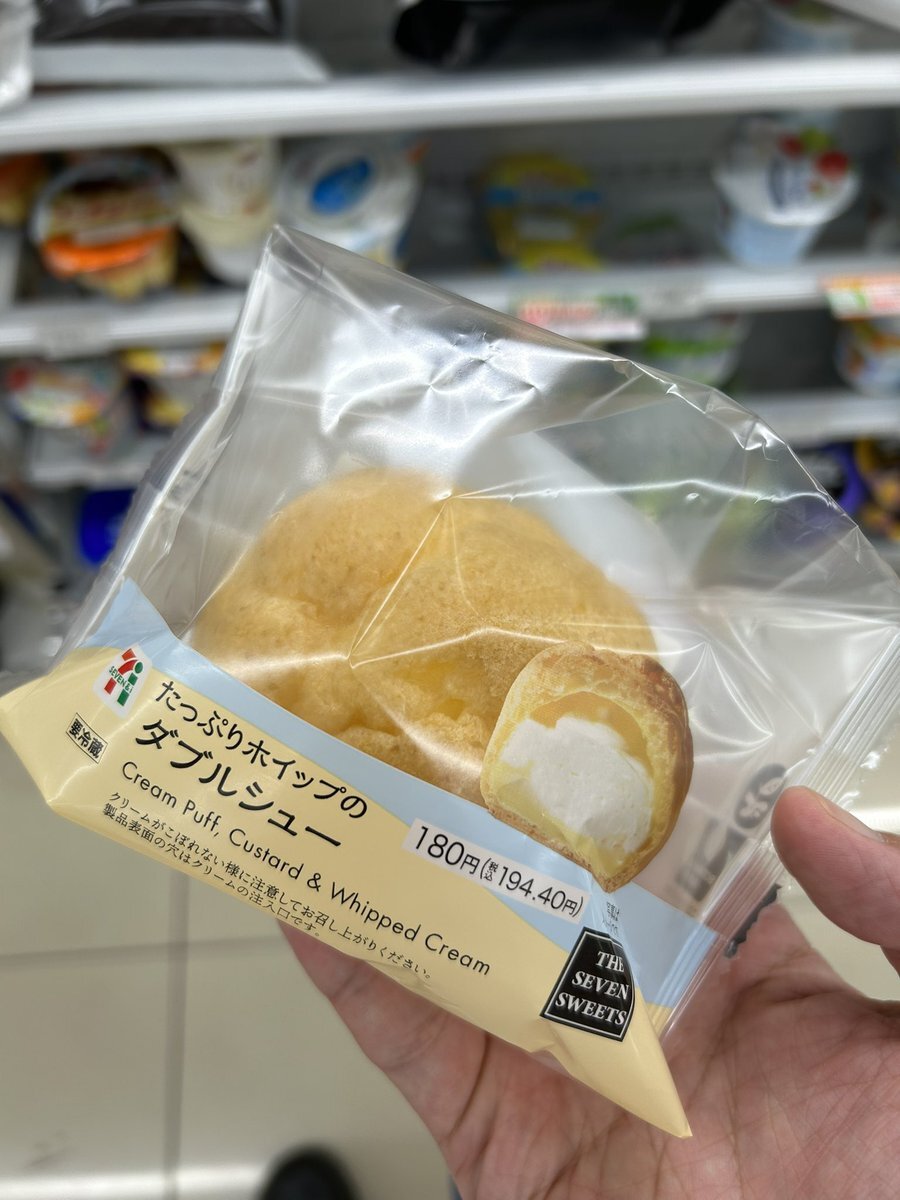 SEVEN&i
要冷蔵
たっぷりホイップの
ダブルシュー
Cream Puff, Custard & Whipped Cream
クリームがこぼれない様に注意してお召し上がりください。
製品表面の穴はクリームの注入口です。
180円(税込194.40円)
THE
SEVEN
SWEETS